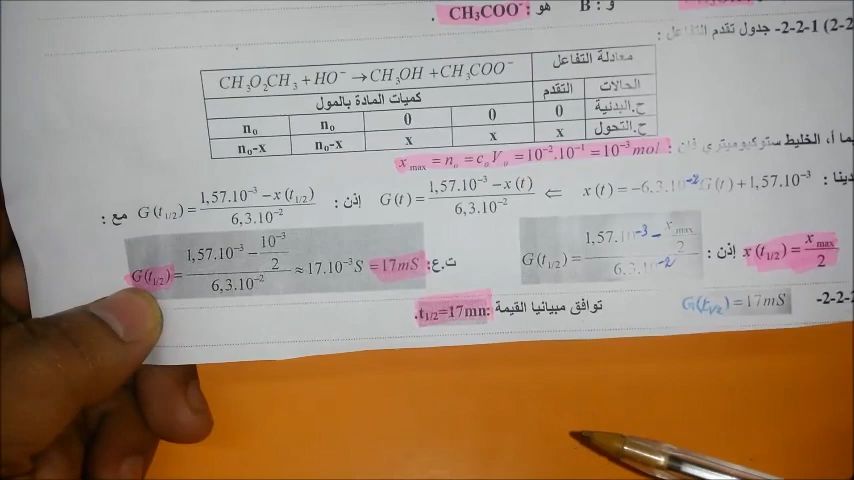 و : B هو : CH₃COO⁻ .
2-2-1- جدول تقدم التفاعل :
معادلة التفاعل CH₃O₂CH₃ + HO⁻ → CH₃OH + CH₃COO⁻
الحالات التقدم كميات المادة بالمول
ح.البدئية 0 0 0 n₀ n₀
ح.التحول x x x n₀-x n₀-x
بما أ، الخليط ستوكيوميتري فإن : x_max = n₀ = c₀V₀ = 10⁻².10⁻¹ = 10⁻³ mol
لدينا : x(t) = −6,3.10⁻² G(t) + 1,57.10⁻³ ⇐ G(t) = (1,57.10⁻³ − x(t)) / 6,3.10⁻² إذن : G(t₁/₂) = (1,57.10⁻³ − x(t₁/₂)) / 6,3.10⁻² مع :
x(t₁/₂) = x_max / 2 إذن : G(t₁/₂) = (1,57.10⁻³ − x_max/2) / 6,3.10⁻² ت.ع: G(t₁/₂) = (1,57.10⁻³ − 10⁻³/2) / 6,3.10⁻² ≈ 17.10⁻³ S = 17mS
-2-2- G(t₁/₂) = 17mS توافق مبيانيا القيمة :t₁/₂=17mn.